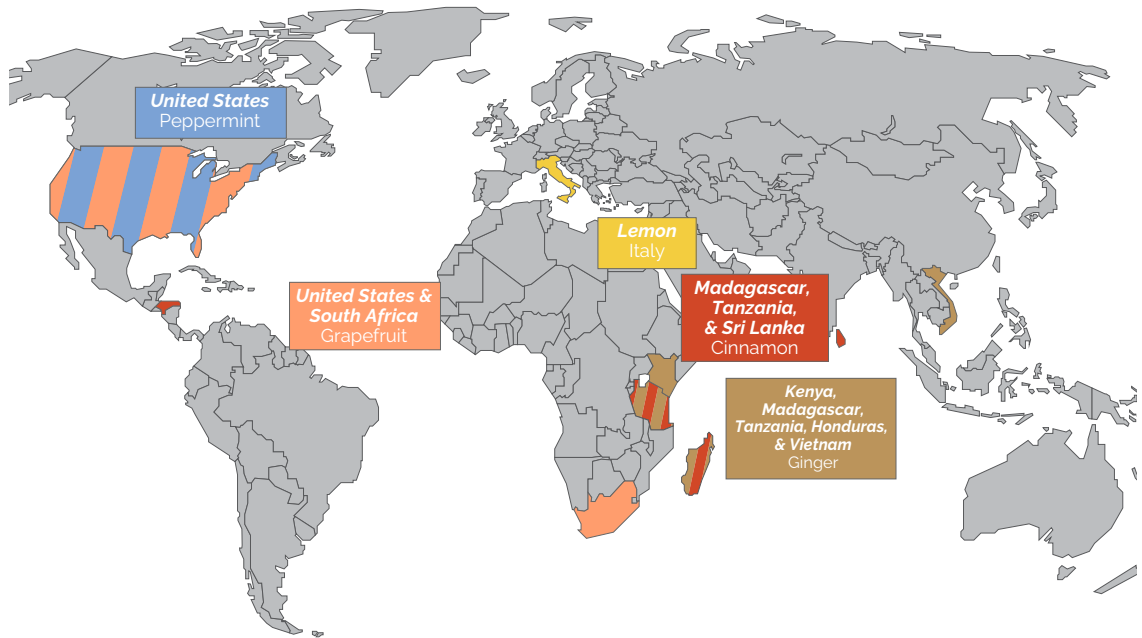 United States
Peppermint
Lemon
Italy
United States &
South Africa
Grapefruit
Madagascar,
Tanzania,
& Sri Lanka
Cinnamon
Kenya,
Madagascar,
Tanzania, Honduras,
& Vietnam
Ginger